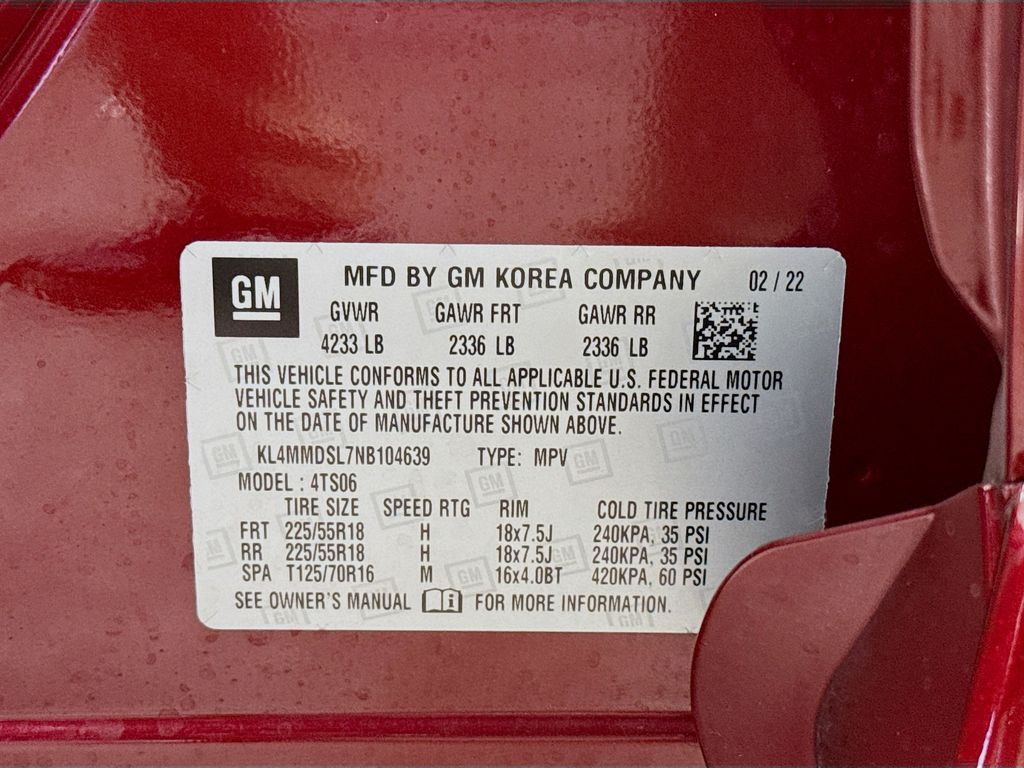 GM MFD BY GM KOREA COMPANY 02 / 22
GVWR GAWR FRT GAWR RR
4233 LB 2336 LB 2336 LB
THIS VEHICLE CONFORMS TO ALL APPLICABLE U.S. FEDERAL MOTOR
VEHICLE SAFETY AND THEFT PREVENTION STANDARDS IN EFFECT
ON THE DATE OF MANUFACTURE SHOWN ABOVE.
KL4MMDSL7NB104639 TYPE: MPV
MODEL : 4TS06
TIRE SIZE SPEED RTG RIM COLD TIRE PRESSURE
FRT 225/55R18 H 18x7.5J 240KPA, 35 PSI
RR 225/55R18 H 18x7.5J 240KPA, 35 PSI
SPA T125/70R16 M 16x4.0BT 420KPA, 60 PSI
SEE OWNER'S MANUAL FOR MORE INFORMATION.